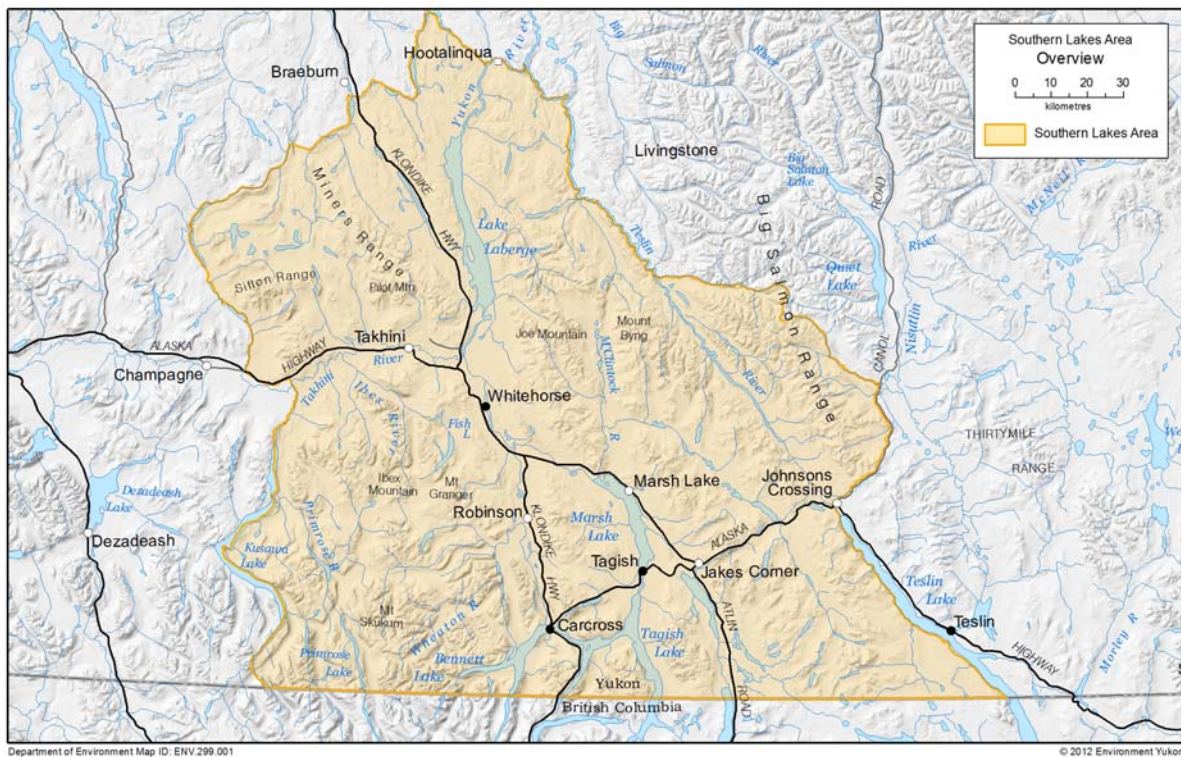 Southern Lakes Area
Overview
0 10 20 30
kilometres
Southern Lakes Area
Hootalinqua
Braeburn
Yukon
River
Big
Salmon
River
Livingstone
Big
Salmon
Lake
KLONDIKE
HWY
Miners Range
Lake
Laberge
Teslin
River
Big Salmon Range
Quiet
Lake
ROAD
CANOL
River
Nisutlin
McNeil R
Sifton Range
Pilot Mtn
Joe Mountain
Mount
Byng
M'Clintock
R
Takhini
River
ALASKA
HIGHWAY
Champagne
Takhini
Ibex
River
Whitehorse
Fish
L
THIRTYMILE
RANGE
Dezadeash
Lake
Dezadeash
Ibex
Mountain
Mt
Granger
Marsh Lake
Johnsons
Crossing
Robinson
KLONDIKE
HWY
Marsh
Lake
ALASKA
Primrose R
Kusawa
Lake
Tagish
Jakes Corner
Teslin
Lake
Teslin
Mt
Skukum
Wheaton R
Carcross
Tagish
Lake
ATLIN
ROAD
HIGHWAY
Morley R
Primrose
Lake
Bennett
Lake
Yukon
British Columbia
Department of Environment Map ID: ENV.299.001
© 2012 Environment Yukon